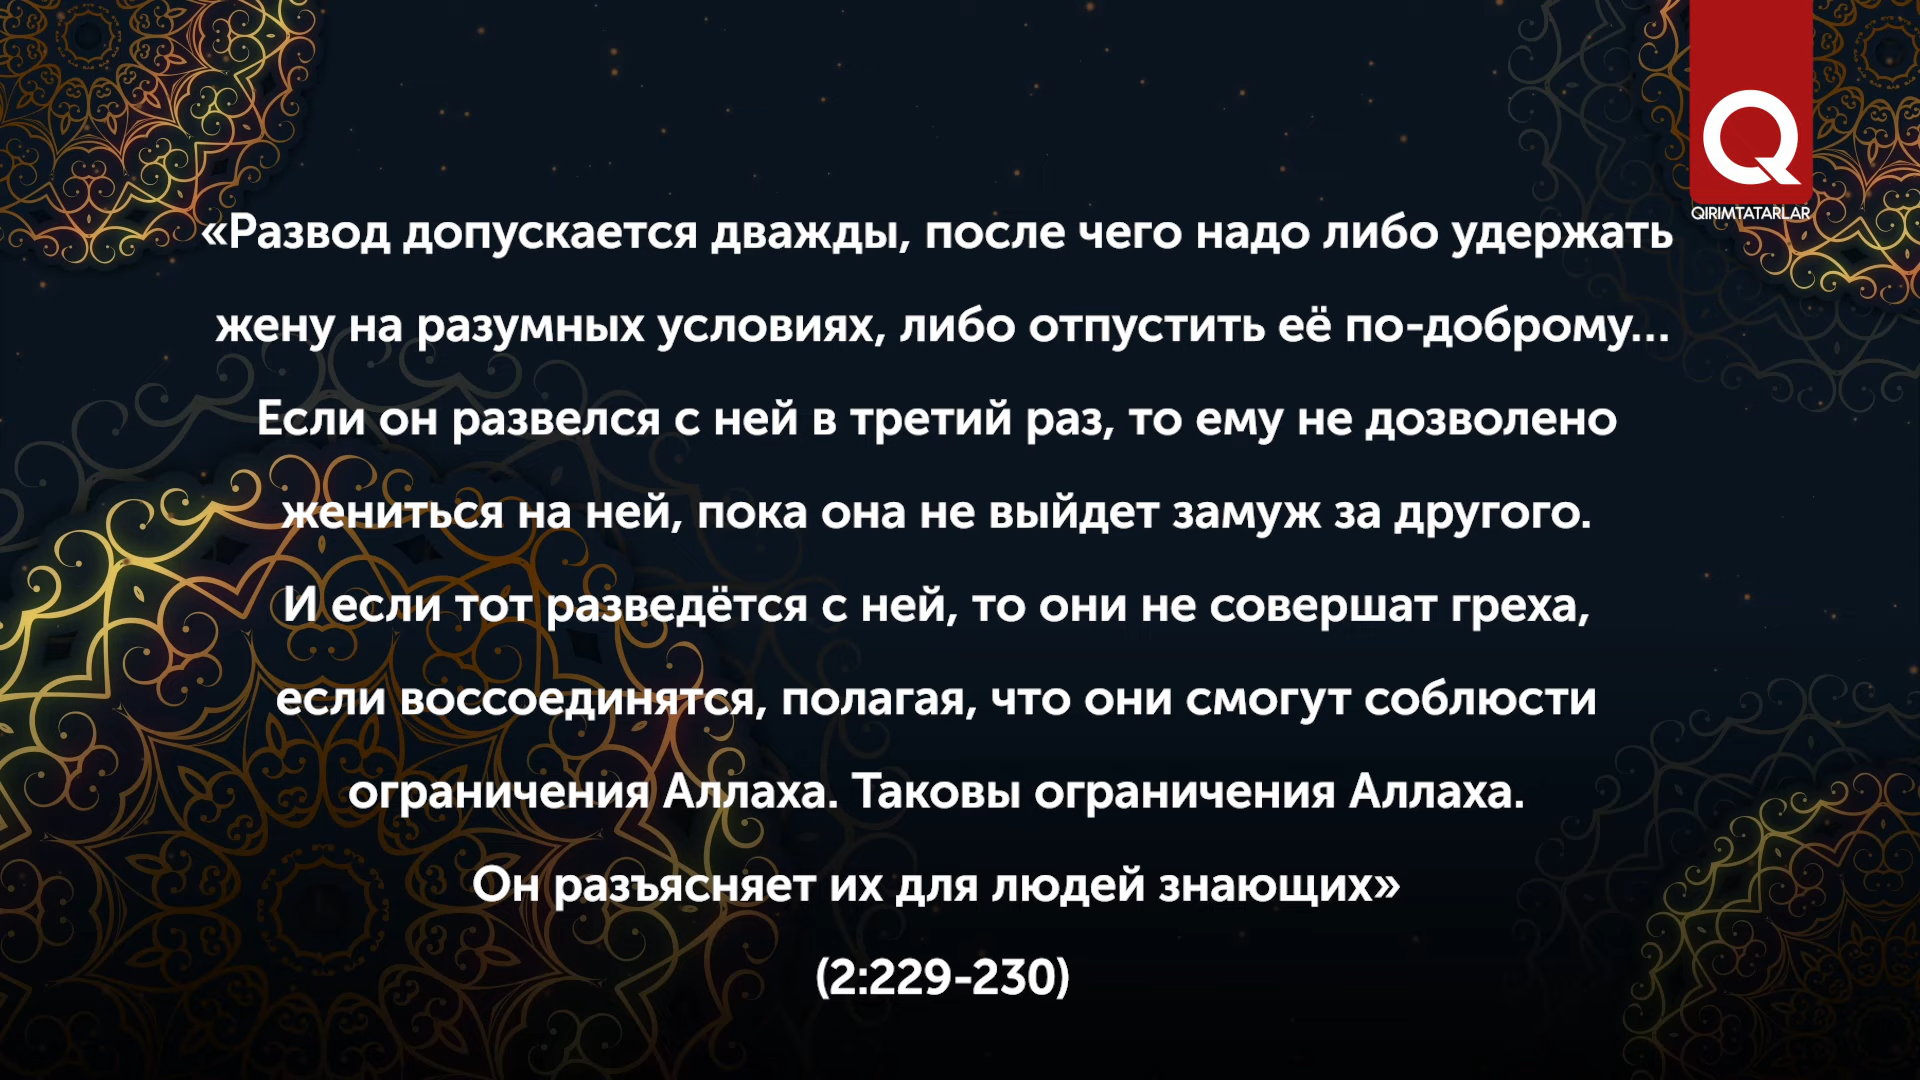 QIRIMTATARLAR
«Развод допускается дважды, после чего надо либо удержать
жену на разумных условиях, либо отпустить её по-доброму...
Если он развелся с ней в третий раз, то ему не дозволено
жениться на ней, пока она не выйдет замуж за другого.
И если тот разведётся с ней, то они не совершат греха,
если воссоединятся, полагая, что они смогут соблюсти
ограничения Аллаха. Таковы ограничения Аллаха.
Он разъясняет их для людей знающих»
(2:229-230)